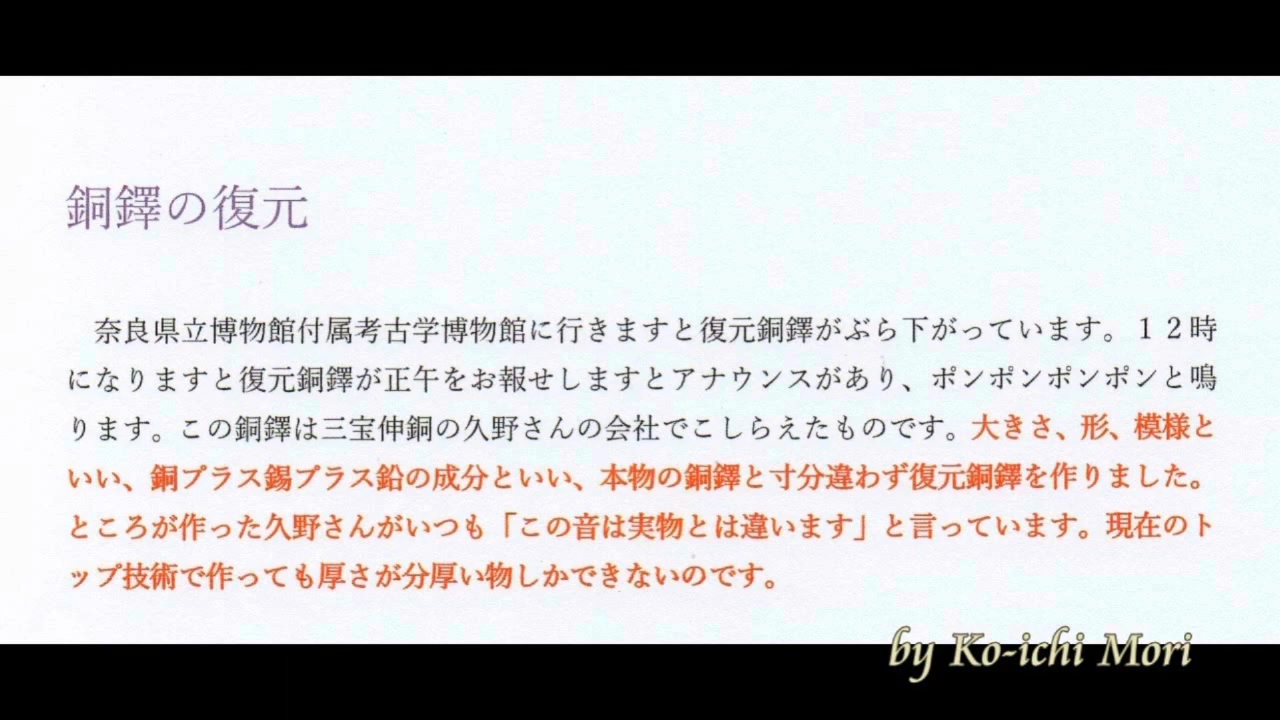 銅鐸の復元
奈良県立博物館付属考古学博物館に行きますと復元銅鐸がぶら下がっています。１２時
になりますと復元銅鐸が正午をお報せしますとアナウンスがあり、ポンポンポンポンと鳴
ります。この銅鐸は三宝伸銅の久野さんの会社でこしらえたものです。大きさ、形、模様と
いい、銅プラス錫プラス鉛の成分といい、本物の銅鐸と寸分違わず復元銅鐸を作りました。
ところが作った久野さんがいつも「この音は実物とは違います」と言っています。現在のト
ップ技術で作っても厚さが分厚い物しかできないのです。
by Ko-ichi Mori